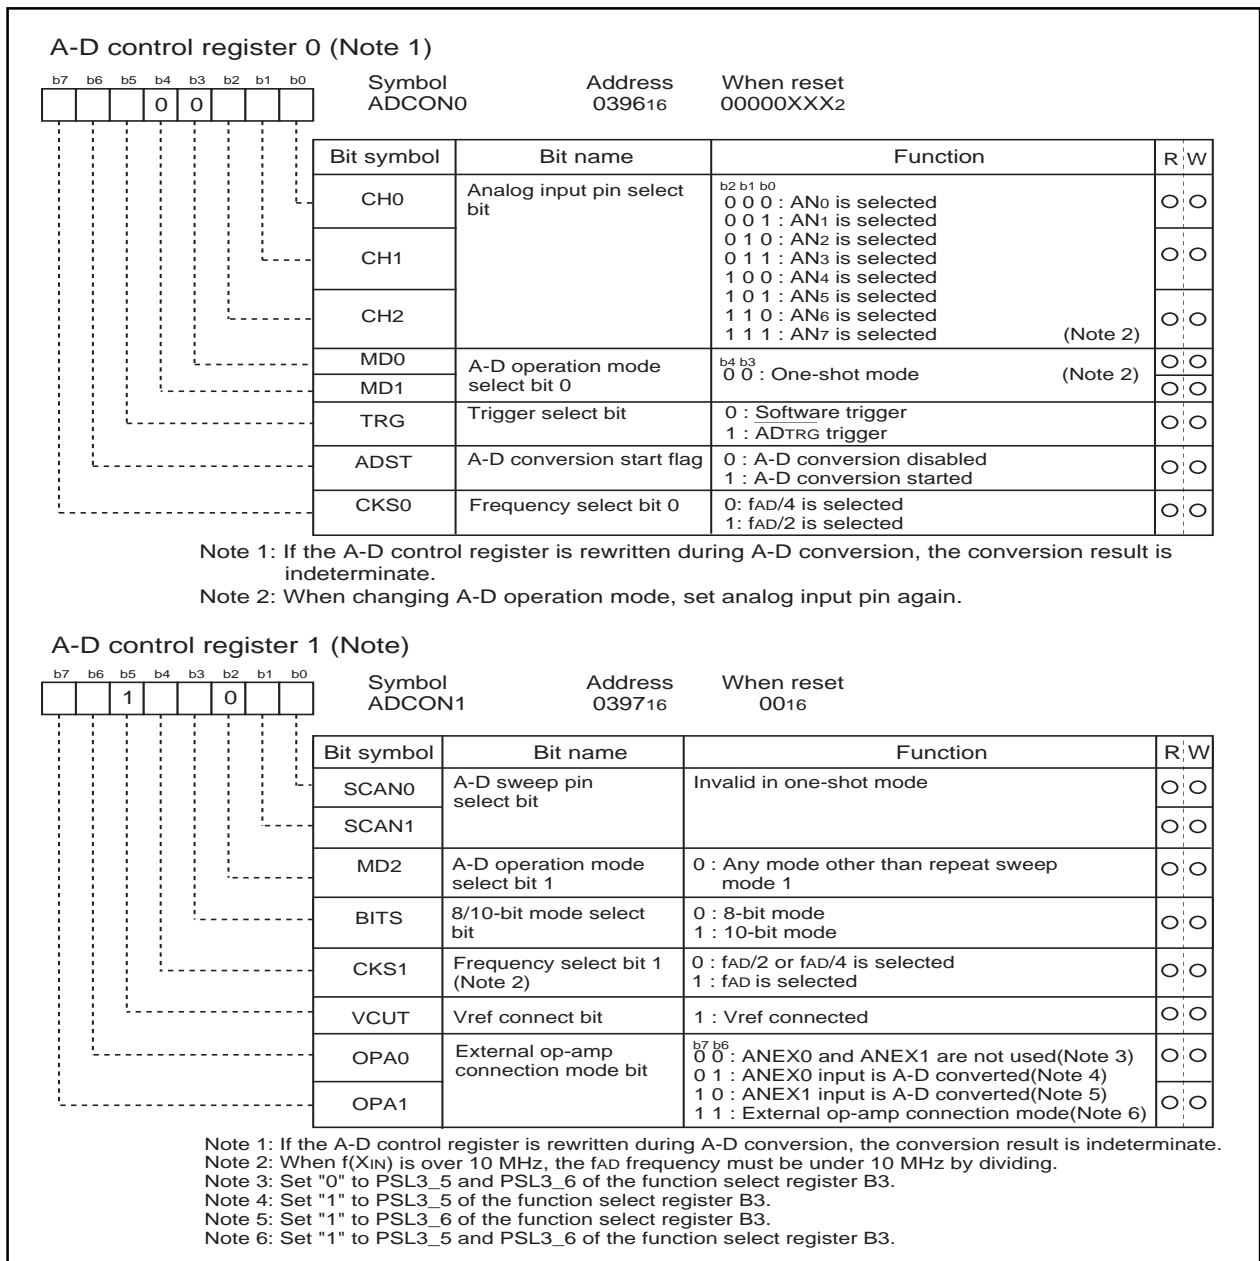 A-D control register 0 (Note 1)
b7 b6 b5 b4 b3 b2 b1 b0
0 0
Symbol Address When reset
ADCON0 039616 00000XXX2
Bit symbol Bit name Function R W
CH0 Analog input pin select bit
b2 b1 b0
0 0 0 : AN0 is selected
0 0 1 : AN1 is selected
0 1 0 : AN2 is selected
CH1
0 1 1 : AN3 is selected
1 0 0 : AN4 is selected
1 0 1 : AN5 is selected
CH2
1 1 0 : AN6 is selected
1 1 1 : AN7 is selected (Note 2)
MD0
MD1
A-D operation mode
select bit 0
b4 b3
0 0 : One-shot mode (Note 2)
TRG
Trigger select bit
0 : Software trigger
1 : ADTRG trigger
ADST
A-D conversion start flag
0 : A-D conversion disabled
1 : A-D conversion started
CKS0
Frequency select bit 0
0: fAD/4 is selected
1: fAD/2 is selected
Note 1: If the A-D control register is rewritten during A-D conversion, the conversion result is
indeterminate.
Note 2: When changing A-D operation mode, set analog input pin again.
A-D control register 1 (Note)
b7 b6 b5 b4 b3 b2 b1 b0
1 0
Symbol Address When reset
ADCON1 039716 0016
Bit symbol Bit name Function R W
SCAN0
SCAN1
A-D sweep pin
select bit
Invalid in one-shot mode
MD2
A-D operation mode
select bit 1
0 : Any mode other than repeat sweep
mode 1
BITS
8/10-bit mode select
bit
0 : 8-bit mode
1 : 10-bit mode
CKS1
Frequency select bit 1
(Note 2)
0 : fAD/2 or fAD/4 is selected
1 : fAD is selected
VCUT
Vref connect bit
1 : Vref connected
OPA0
OPA1
External op-amp
connection mode bit
b7 b6
0 0 : ANEX0 and ANEX1 are not used(Note 3)
0 1 : ANEX0 input is A-D converted(Note 4)
1 0 : ANEX1 input is A-D converted(Note 5)
1 1 : External op-amp connection mode(Note 6)
Note 1: If the A-D control register is rewritten during A-D conversion, the conversion result is indeterminate.
Note 2: When f(XIN) is over 10 MHz, the fAD frequency must be under 10 MHz by dividing.
Note 3: Set "0" to PSL3_5 and PSL3_6 of the function select register B3.
Note 4: Set "1" to PSL3_5 of the function select register B3.
Note 5: Set "1" to PSL3_6 of the function select register B3.
Note 6: Set "1" to PSL3_5 and PSL3_6 of the function select register B3.